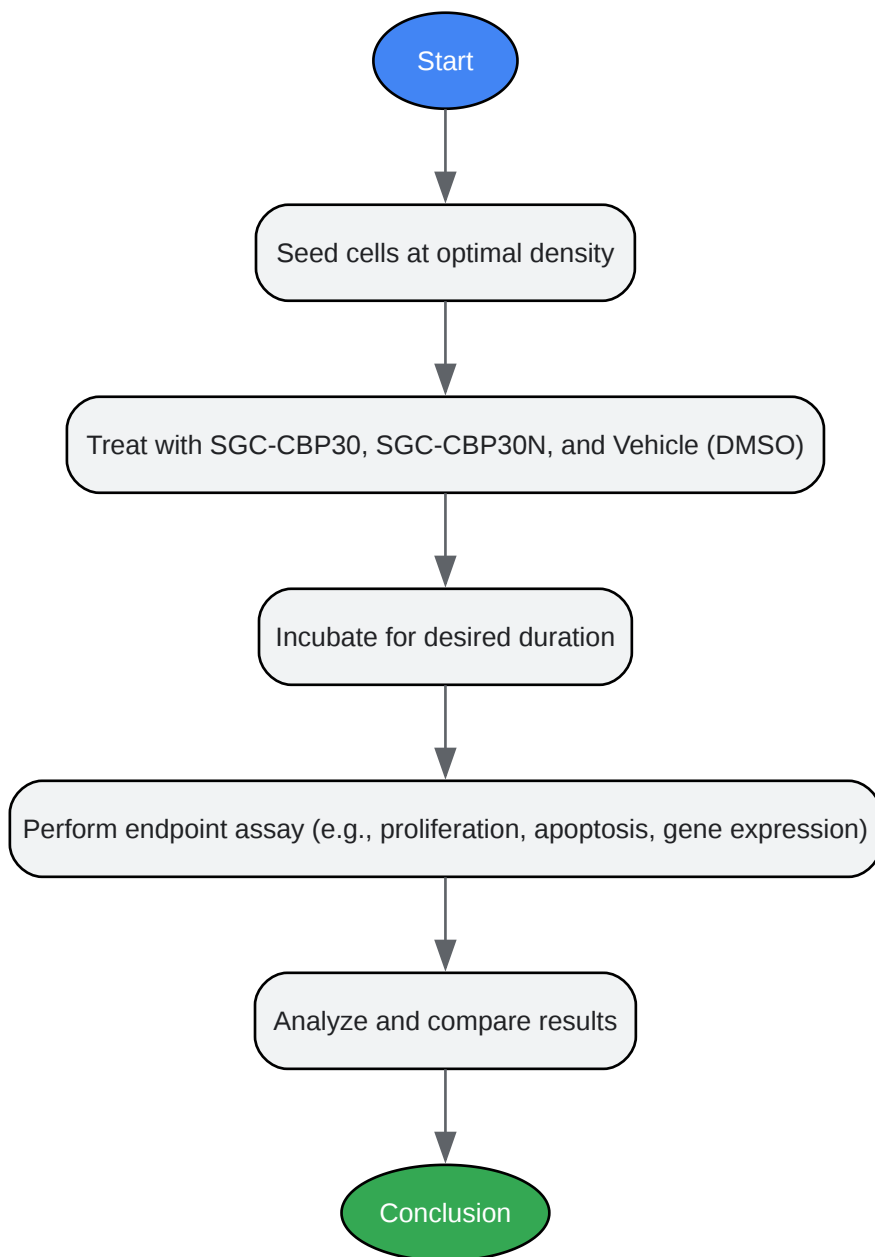 Start
Seed cells at optimal density
Treat with SGC-CBP30, SGC-CBP30N, and Vehicle (DMSO)
Incubate for desired duration
Perform endpoint assay (e.g., proliferation, apoptosis, gene expression)
Analyze and compare results
Conclusion